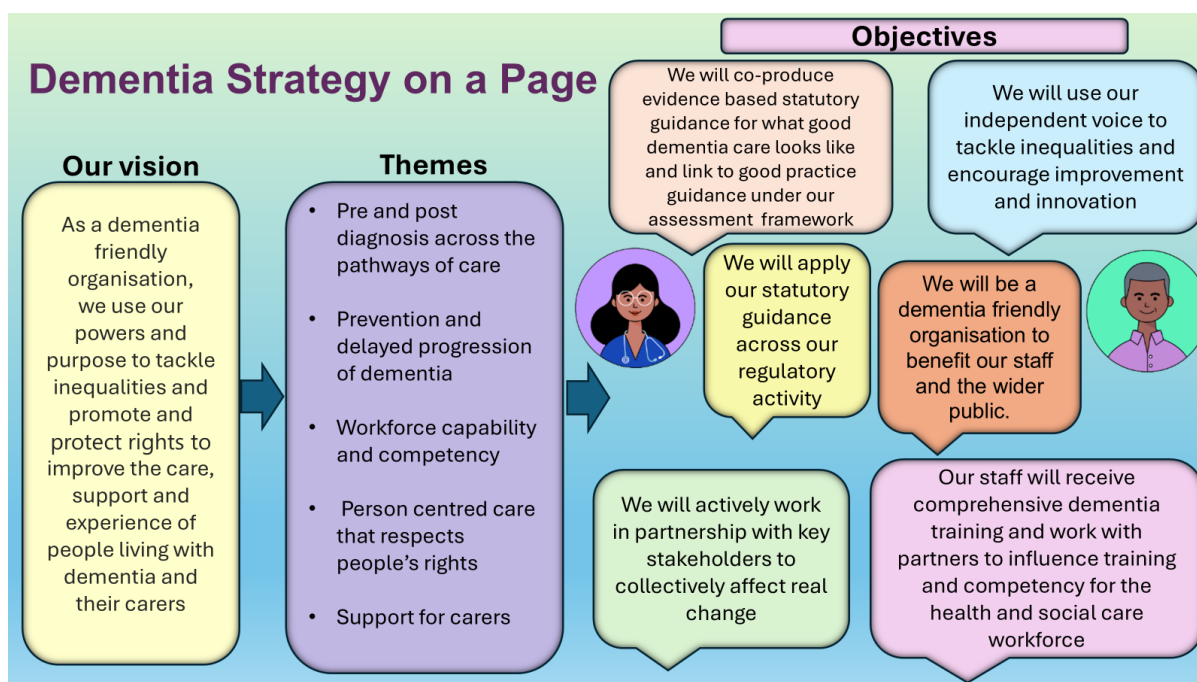 Dementia Strategy on a Page
Our vision
As a dementia
friendly
organisation,
we use our
powers and
purpose to tackle
inequalities and
promote and
protect rights to
improve the care,
support and
experience of
people living with
dementia and
their carers
Themes
• Pre and post
diagnosis across the
pathways of care
• Prevention and
delayed progression
of dementia
• Workforce capability
and competency
• Person centred care
that respects
people's rights
• Support for carers
Objectives
We will co-produce
evidence based statutory
guidance for what good
dementia care looks like
and link to good practice
guidance under our
assessment framework
We will use our
independent voice to
tackle inequalities and
encourage improvement
and innovation
We will apply
our statutory
guidance
across our
regulatory
activity
We will be a
dementia friendly
organisation to
benefit our staff
and the wider
public.
We will actively work
in partnership with key
stakeholders to
collectively affect real
change
Our staff will receive
comprehensive dementia
training and work with
partners to influence training
and competency for the
health and social care
workforce